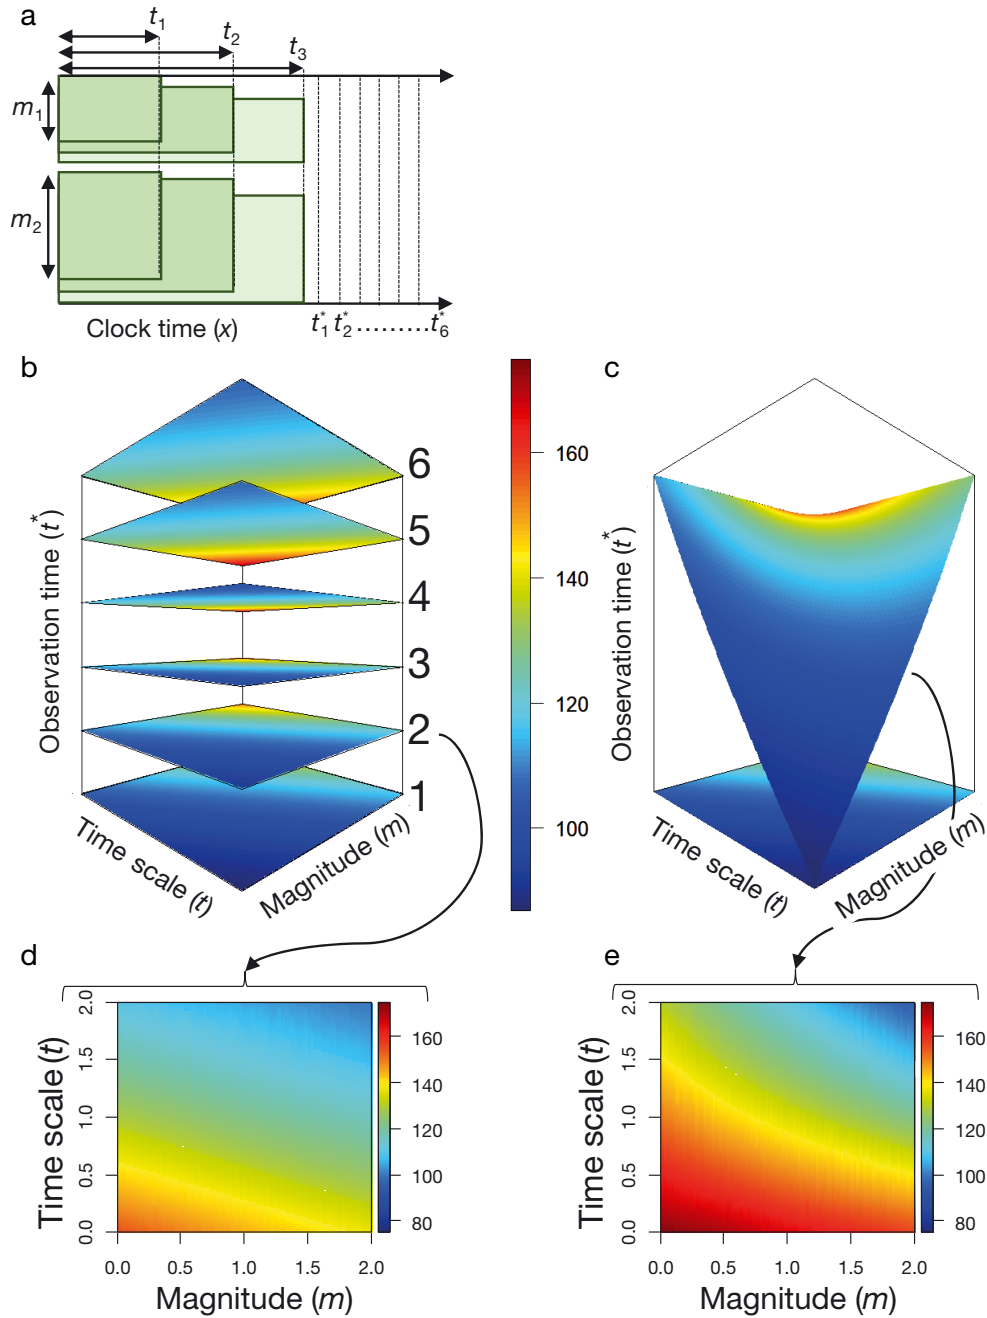 a
t1
t2
t3
m1
m2
Clock time (x)
t*1 t*2 ......... t*6
b
c
6
5
4
3
2
1
Observation time (t*)
Time scale (t)
Magnitude (m)
160
140
120
100
Observation time (t*)
Time scale (t)
Magnitude (m)
d
e
2.0
1.5
1.0
0.5
0.0
Time scale (t)
0.0 0.5 1.0 1.5 2.0
Magnitude (m)
160
140
120
100
80
2.0
1.5
1.0
0.5
0.0
Time scale (t)
0.0 0.5 1.0 1.5 2.0
Magnitude (m)
160
140
120
100
80